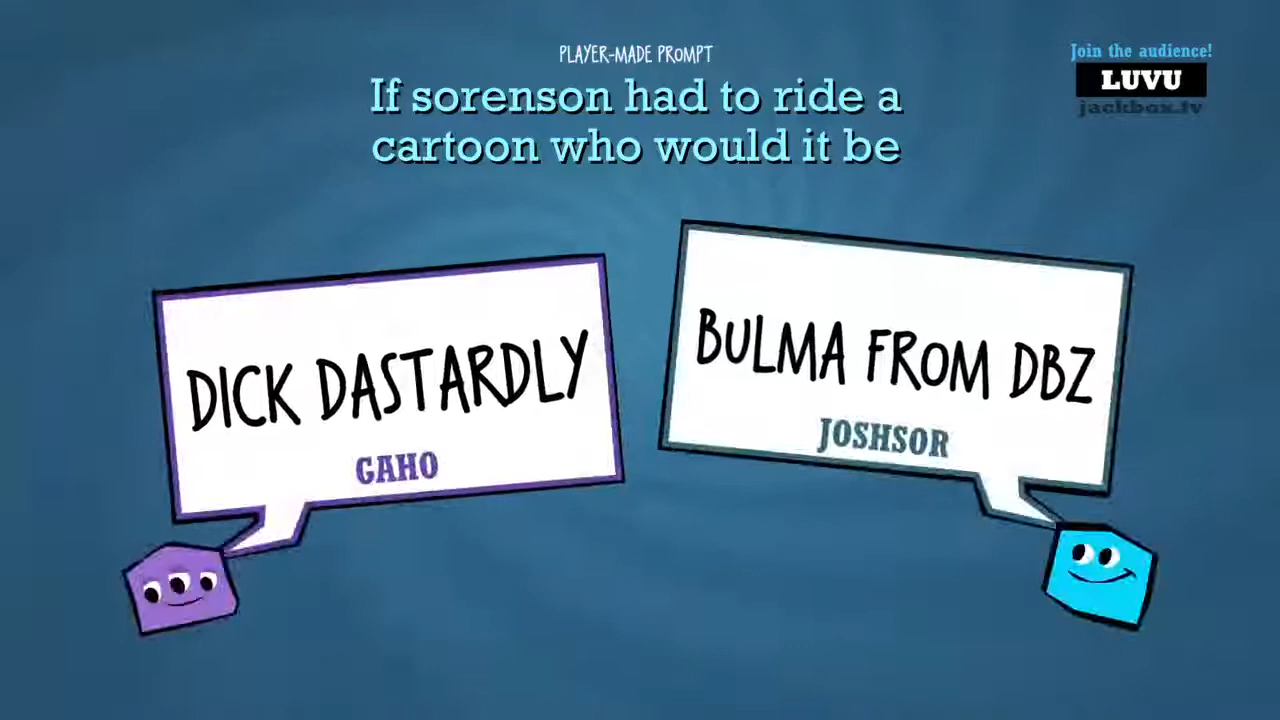 PLAYER-MADE PROMPT
If sorenson had to ride a
cartoon who would it be
Join the audience!
LUVU
jackbox.tv
DICK DASTARDLY
GAHO
BULMA FROM DBZ
JOSHSOR